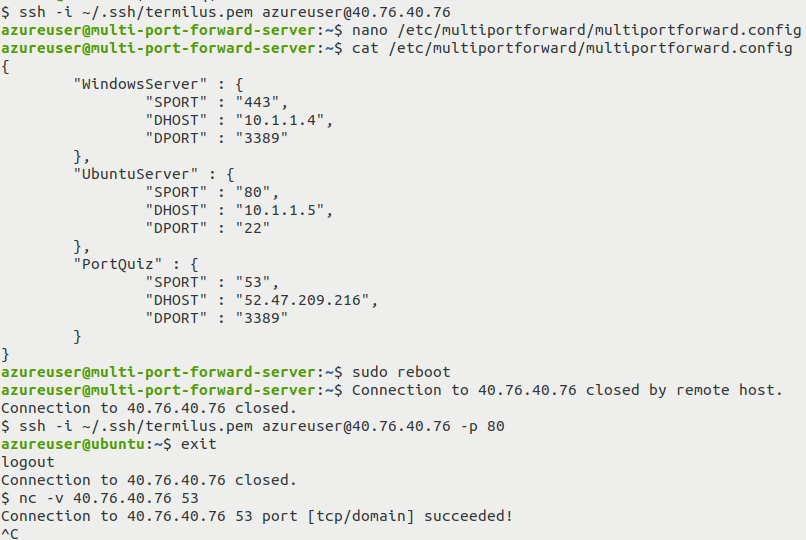 $ ssh -i ~/.ssh/termilus.pem azureuser@40.76.40.76
azureuser@multi-port-forward-server:~$ nano /etc/multiportforward/multiportforward.config
azureuser@multi-port-forward-server:~$ cat /etc/multiportforward/multiportforward.config
{
        "WindowsServer" : {
                "SPORT" : "443",
                "DHOST" : "10.1.1.4",
                "DPORT" : "3389"
        },
        "UbuntuServer" : {
                "SPORT" : "80",
                "DHOST" : "10.1.1.5",
                "DPORT" : "22"
        },
        "PortQuiz" : {
                "SPORT" : "53",
                "DHOST" : "52.47.209.216",
                "DPORT" : "3389"
        }
}
azureuser@multi-port-forward-server:~$ sudo reboot
azureuser@multi-port-forward-server:~$ Connection to 40.76.40.76 closed by remote host.
Connection to 40.76.40.76 closed.
$ ssh -i ~/.ssh/termilus.pem azureuser@40.76.40.76 -p 80
azureuser@ubuntu:~$ exit
logout
Connection to 40.76.40.76 closed.
$ nc -v 40.76.40.76 53
Connection to 40.76.40.76 53 port [tcp/domain] succeeded!
^C